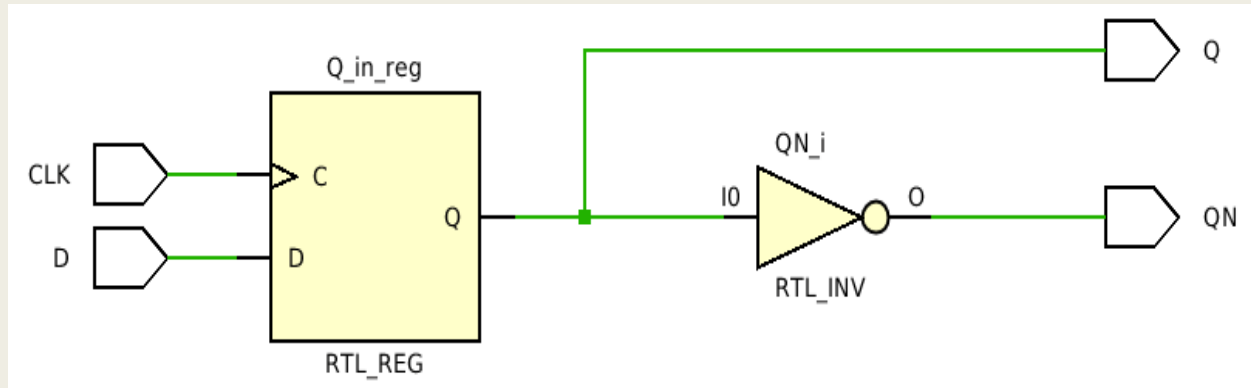 Q_in_reg
Q
CLK
C
QN_i
I0
O
Q
QN
D
D
RTL_INV
RTL_REG